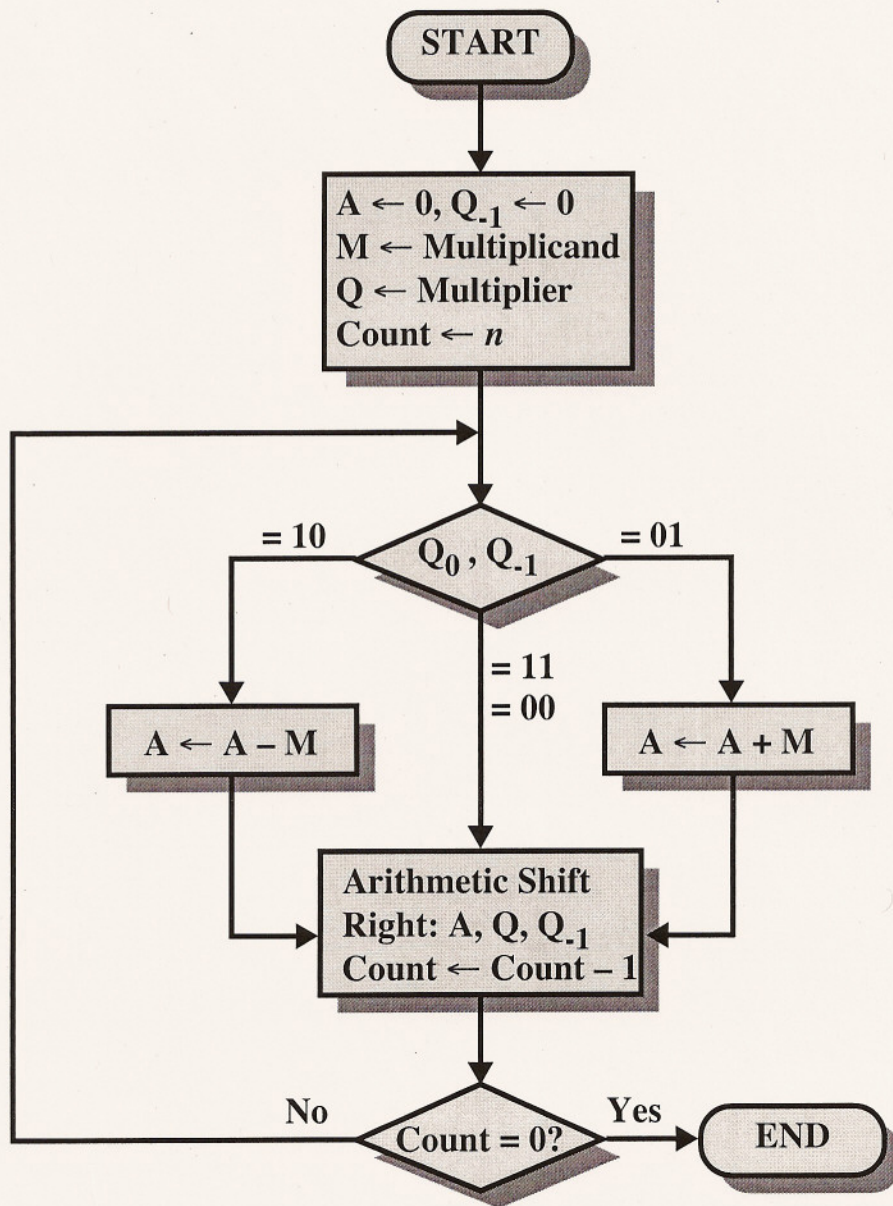 START
A ← 0, Q₋₁ ← 0
M ← Multiplicand
Q ← Multiplier
Count ← n
= 10
Q₀ , Q₋₁
= 01
= 11
= 00
A ← A – M
A ← A + M
Arithmetic Shift
Right: A, Q, Q₋₁
Count ← Count – 1
No
Count = 0?
Yes
END